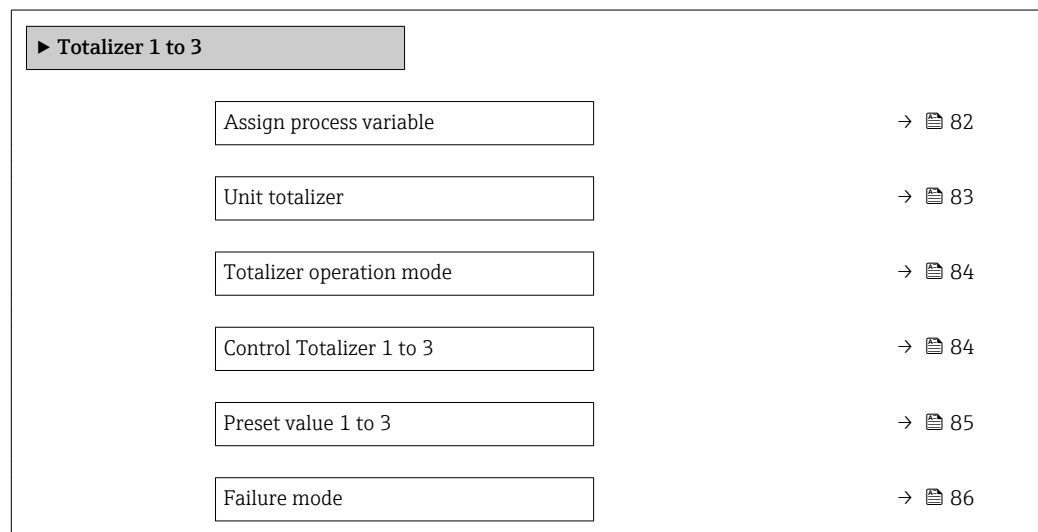 ▶ Totalizer 1 to 3
Assign process variable → 82
Unit totalizer → 83
Totalizer operation mode → 84
Control Totalizer 1 to 3 → 84
Preset value 1 to 3 → 85
Failure mode → 86